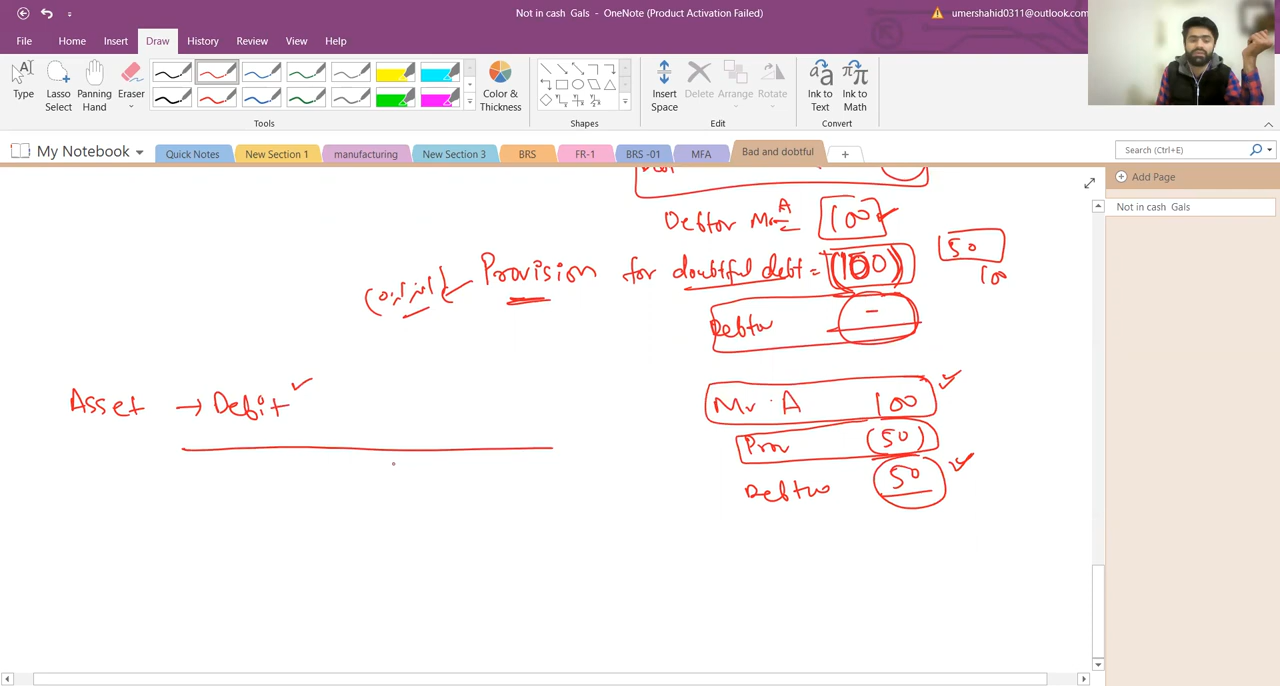 Not in cash  Gals  -  OneNote (Product Activation Failed)
umershahid0311@outlook.com
File Home Insert Draw History Review View Help
Type
Lasso Select
Panning Hand
Eraser
Color & Thickness
Insert Space
Delete
Arrange
Rotate
Ink to Text
Ink to Math
Tools
Shapes
Edit
Convert
My Notebook
Quick Notes
New Section 1
manufacturing
New Section 3
BRS
FR-1
BRS -01
MFA
Bad and dobtful
Search (Ctrl+E)
Add Page
Not in cash  Gals
Debtor Mr A 100
Provision for doubtful debt = (100)
50
100
Debtor -
Asset → Debit
Mr. A 100
Prov (50)
Debtor 50